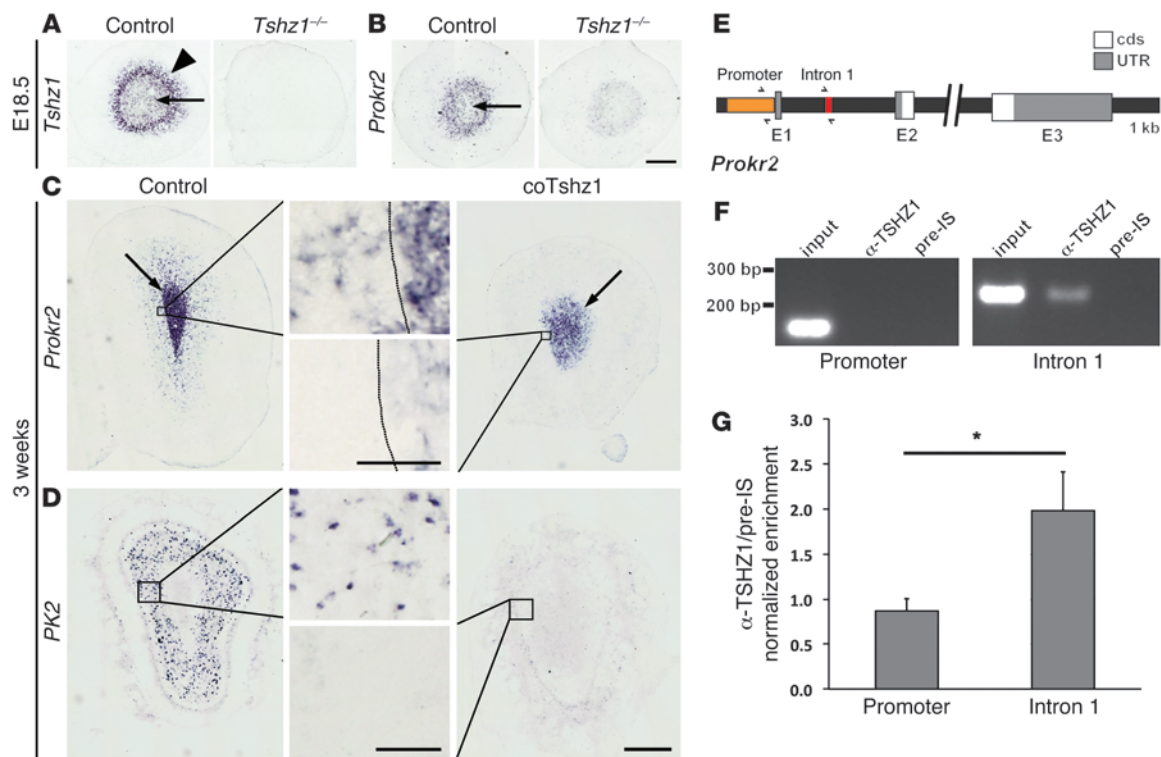 A
Control
Tshz1–/–
E18.5
Tshz1
B
Control
Tshz1–/–
Prokr2
C
Control
coTshz1
3 weeks
Prokr2
D
PK2
E
cds
UTR
Promoter
Intron 1
E1
E2
E3
1 kb
Prokr2
F
input
α-TSHZ1
pre-IS
input
α-TSHZ1
pre-IS
300 bp
200 bp
Promoter
Intron 1
G
*
α-TSHZ1/pre-IS
normalized enrichment
3.0
2.5
2.0
1.5
1.0
0.5
0.0
Promoter
Intron 1